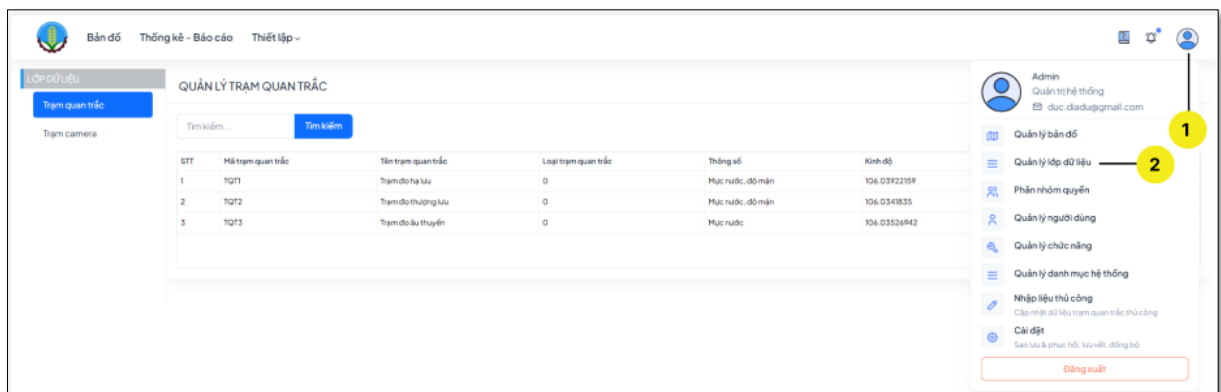 Bản đồ Thống kê - Báo cáo Thiết lập
LỚP DỮ LIỆU
Trạm quan trắc
Trạm camera
QUẢN LÝ TRẠM QUAN TRẮC
Tìm kiếm... Tìm kiếm
STT Mã trạm quan trắc Tên trạm quan trắc Loại trạm quan trắc Thông số Kinh độ
1 TQT1 Trạm đo hạ lưu 0 Mực nước, độ mặn 106.03922159
2 TQT2 Trạm đo thượng lưu 0 Mực nước, độ mặn 106.0341835
3 TQT3 Trạm đo âu thuyền 0 Mực nước 106.03526942
Admin
Quản trị hệ thống
duc.diadu@gmail.com
1
Quản lý bản đồ
Quản lý lớp dữ liệu
2
Phân nhóm quyền
Quản lý người dùng
Quản lý chức năng
Quản lý danh mục hệ thống
Nhập liệu thủ công
Cập nhật dữ liệu trạm quan trắc thủ công
Cài đặt
Sao lưu & phục hồi, lưu vết, đồng bộ
Đăng xuất